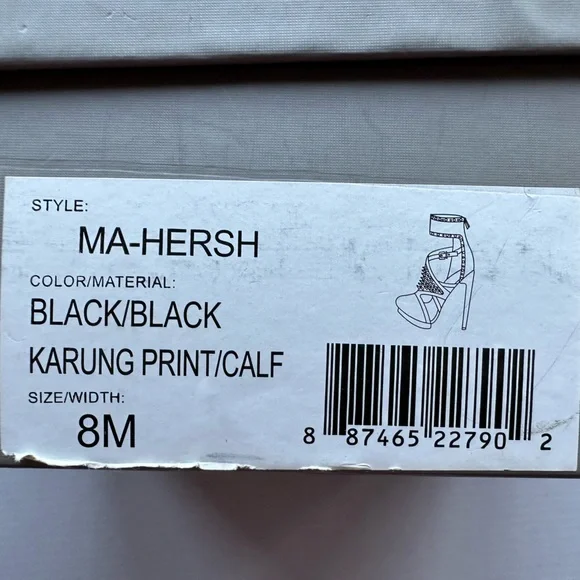 STYLE:
MA-HERSH
COLOR/MATERIAL:
BLACK/BLACK
KARUNG PRINT/CALF
SIZE/WIDTH:
8M
8 87465 22790 2